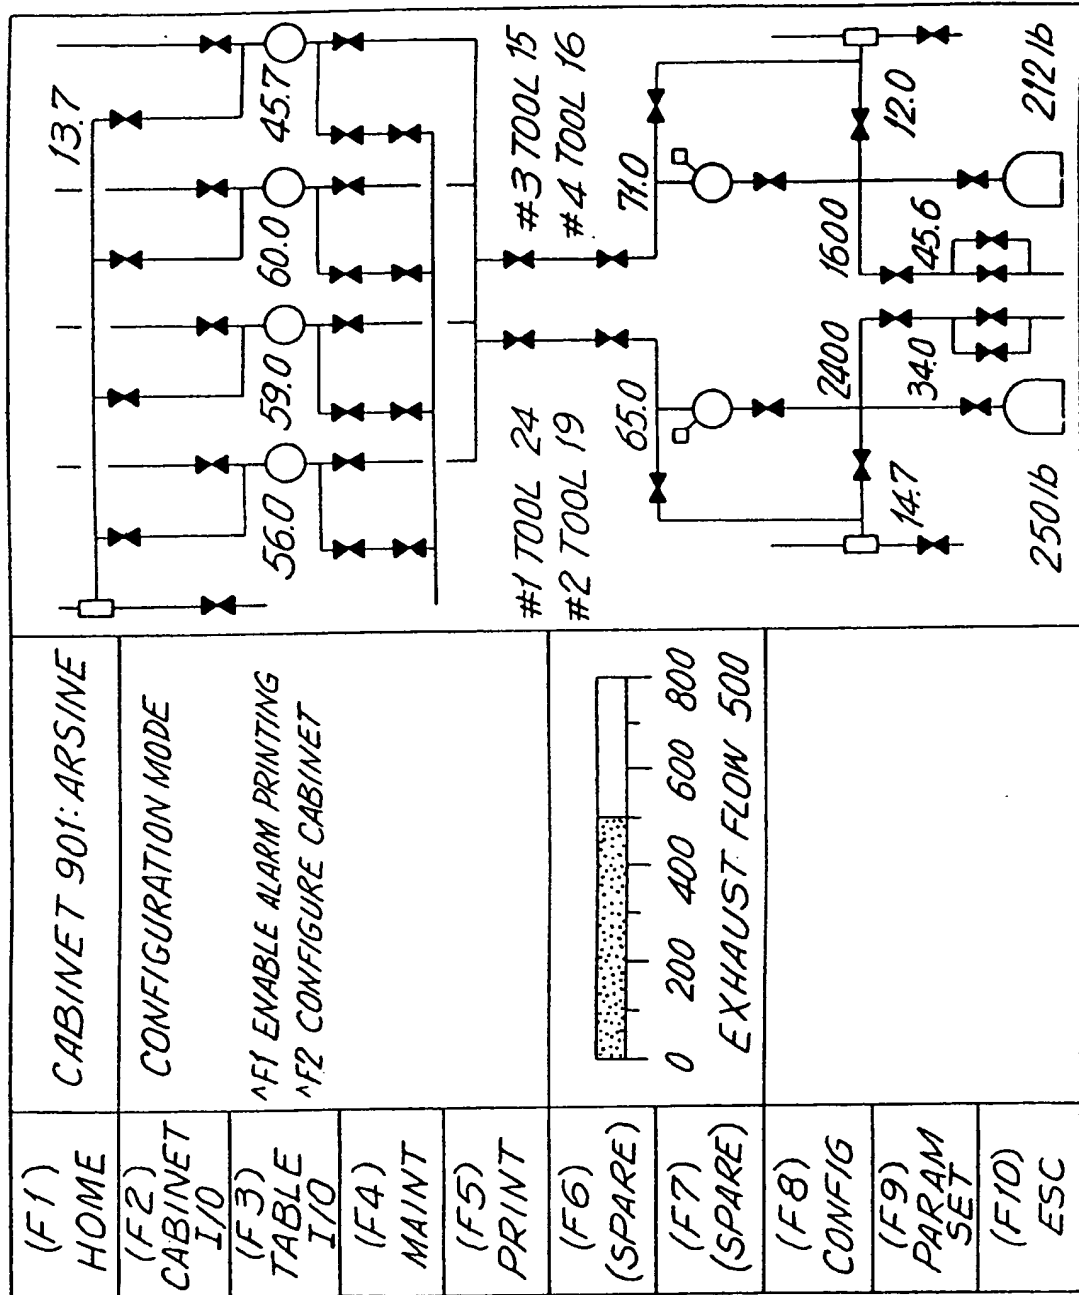 (F1)
HOME
(F2)
CABINET
I/O
(F3)
TABLE
I/O
(F4)
MAINT
(F5)
PRINT
(F6)
(SPARE)
(F7)
(SPARE)
(F8)
CONFIG
(F9)
PARAM
SET
(F10)
ESC
CABINET 901: ARSINE
CONFIGURATION MODE
^F1 ENABLE ALARM PRINTING
^F2 CONFIGURE CABINET
0 200 400 600 800
EXHAUST FLOW 500
13.7
56.0 59.0 60.0 45.7
#1 TOOL 24
#2 TOOL 19
#3 TOOL 15
#4 TOOL 16
65.0 71.0
2400 1600
14.7 34.0 45.6 12.0
250 lb 212 lb